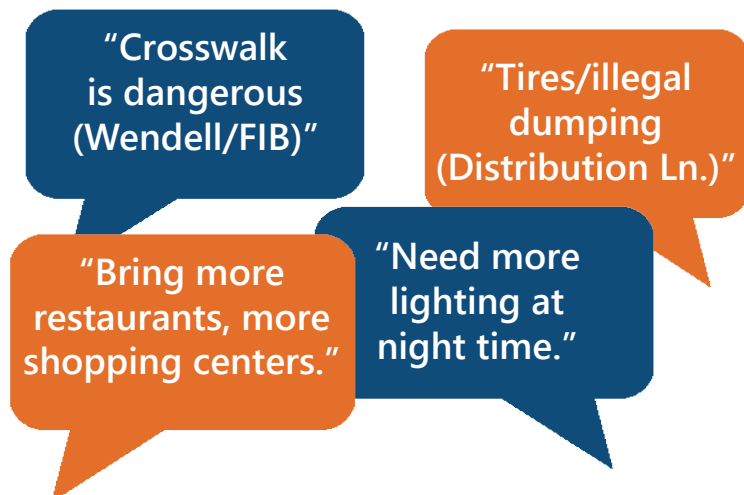 “Crosswalk
is dangerous
(Wendell/FIB)”
“Tires/illegal
dumping
(Distribution Ln.)”
“Bring more
restaurants, more
shopping centers.”
“Need more
lighting at
night time.”